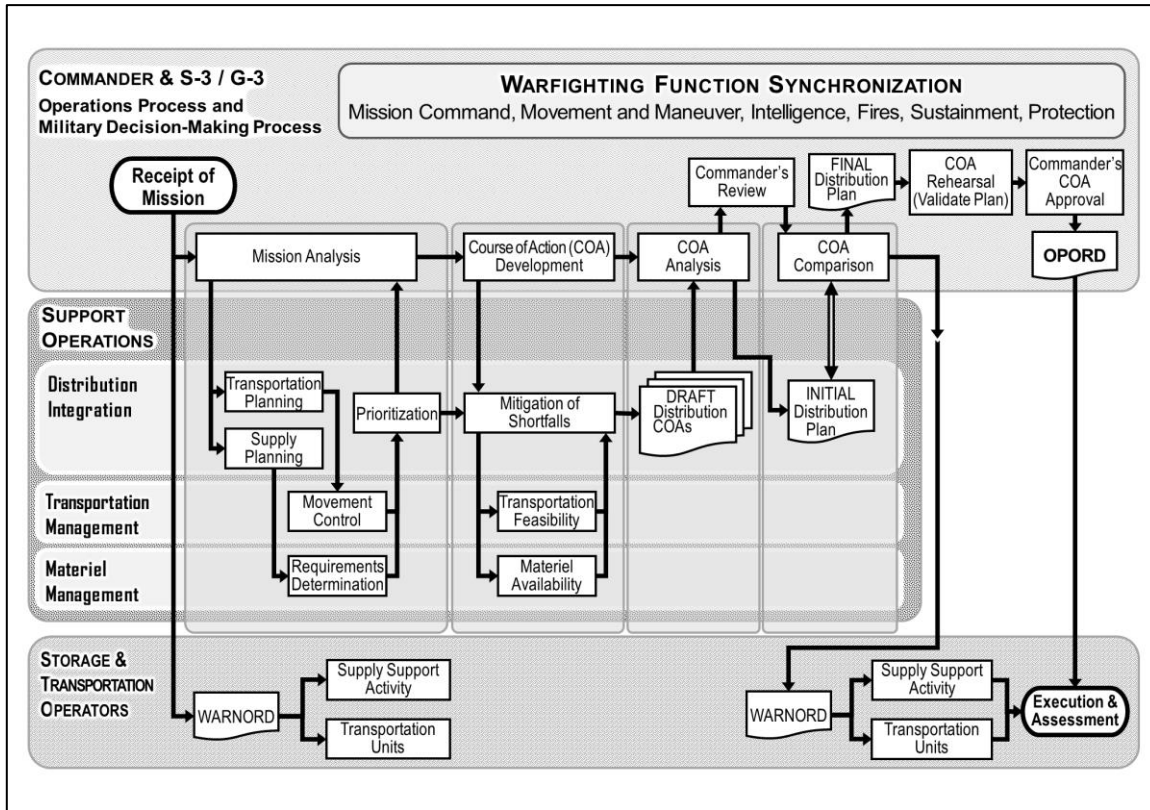 COMMANDER & S-3 / G-3
Operations Process and
Military Decision-Making Process
WARFIGHTING FUNCTION SYNCHRONIZATION
Mission Command, Movement and Maneuver, Intelligence, Fires, Sustainment, Protection
Receipt of
Mission
Commander's
Review
FINAL
Distribution
Plan
COA
Rehearsal
(Validate Plan)
Commander's
COA
Approval
Mission Analysis
Course of Action (COA)
Development
COA
Analysis
COA
Comparison
OPORD
SUPPORT
OPERATIONS
Distribution
Integration
Transportation
Planning
Supply
Planning
Prioritization
Mitigation of
Shortfalls
DRAFT
Distribution
COAs
INITIAL
Distribution
Plan
Transportation
Management
Movement
Control
Transportation
Feasibility
Materiel
Management
Requirements
Determination
Materiel
Availability
STORAGE &
TRANSPORTATION
OPERATORS
WARNORD
Supply Support
Activity
Transportation
Units
WARNORD
Supply Support
Activity
Transportation
Units
Execution &
Assessment